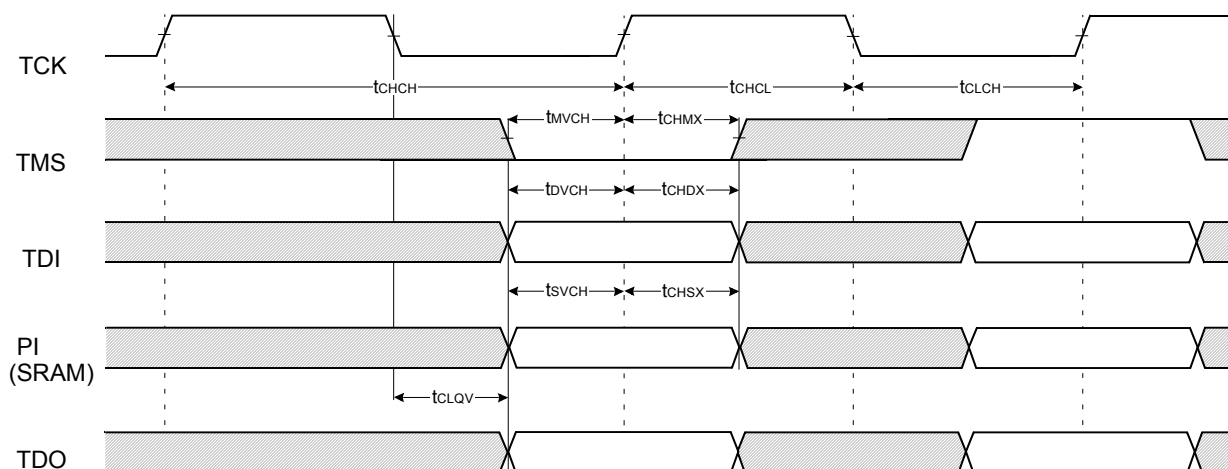 TCK
tCHCH
tCHCL
tCLCH
tMVCH
tCHMX
TMS
tDVCH
tCHDX
TDI
tSVCH
tCHSX
PI
(SRAM)
tCLQV
TDO